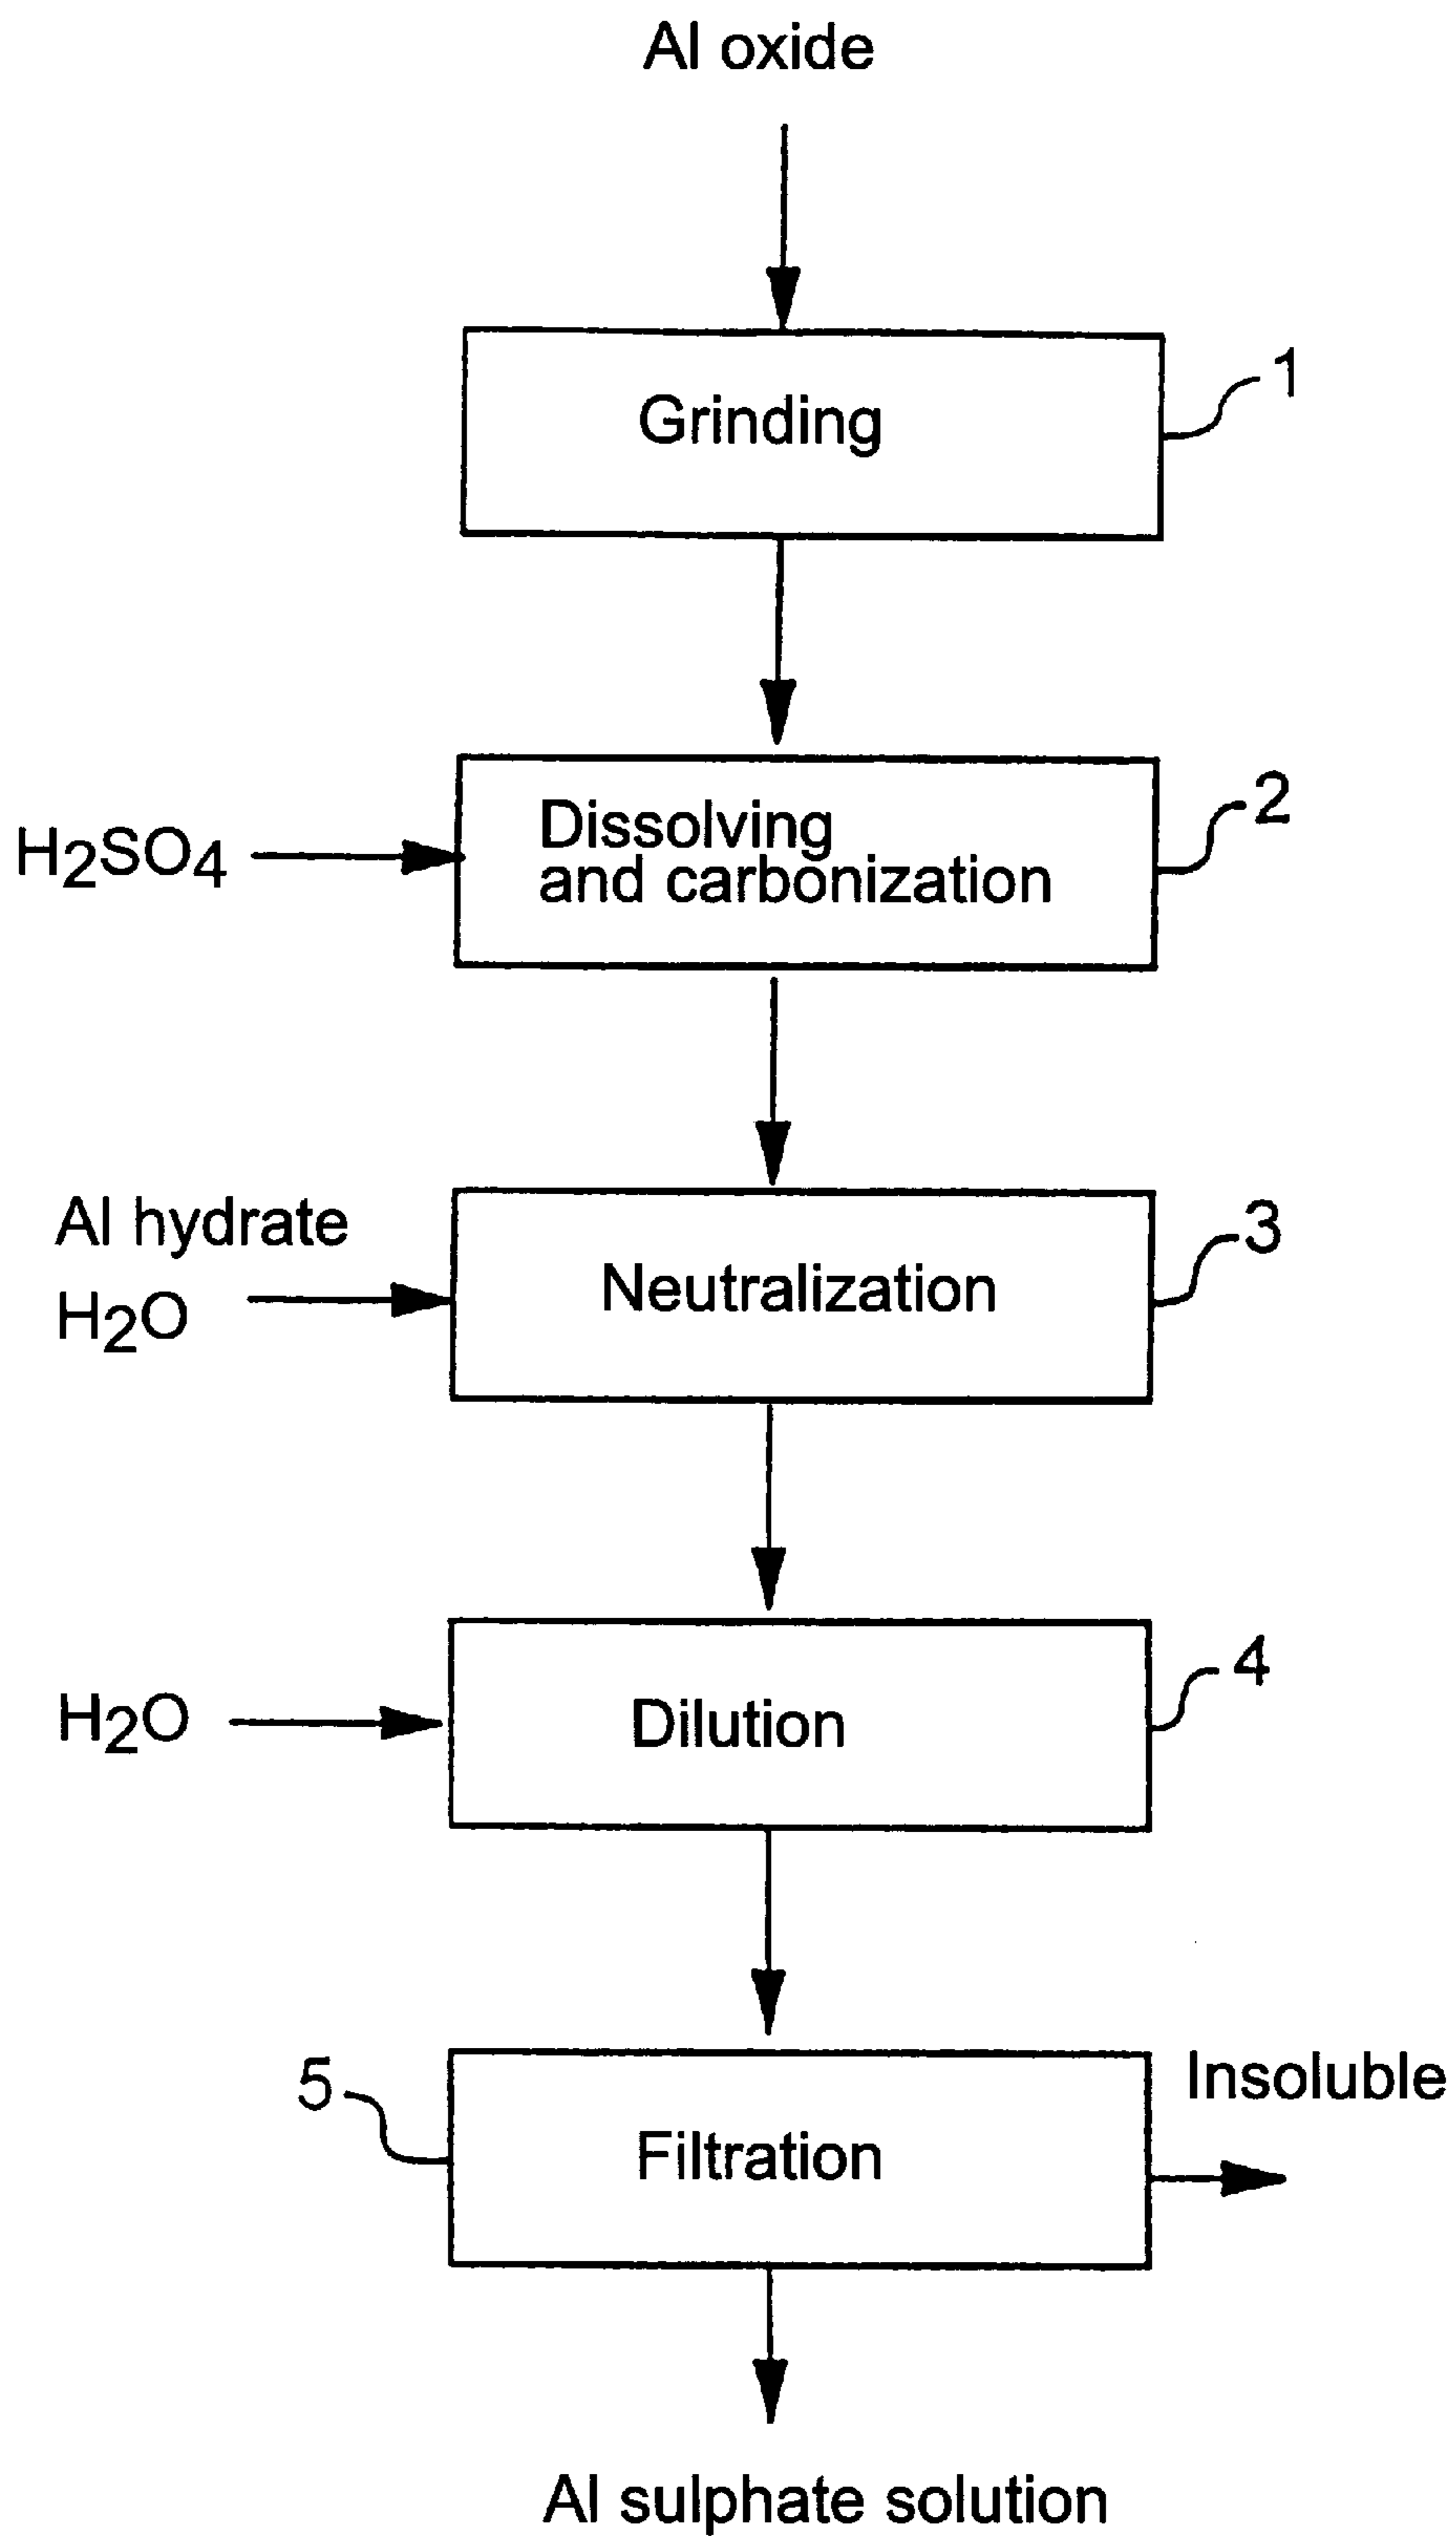 Al oxide
Grinding
1
Dissolving
and carbonization
2
H2SO4
Al hydrate
H2O
Neutralization
3
H2O
Dilution
4
5
Filtration
Insoluble
Al sulphate solution